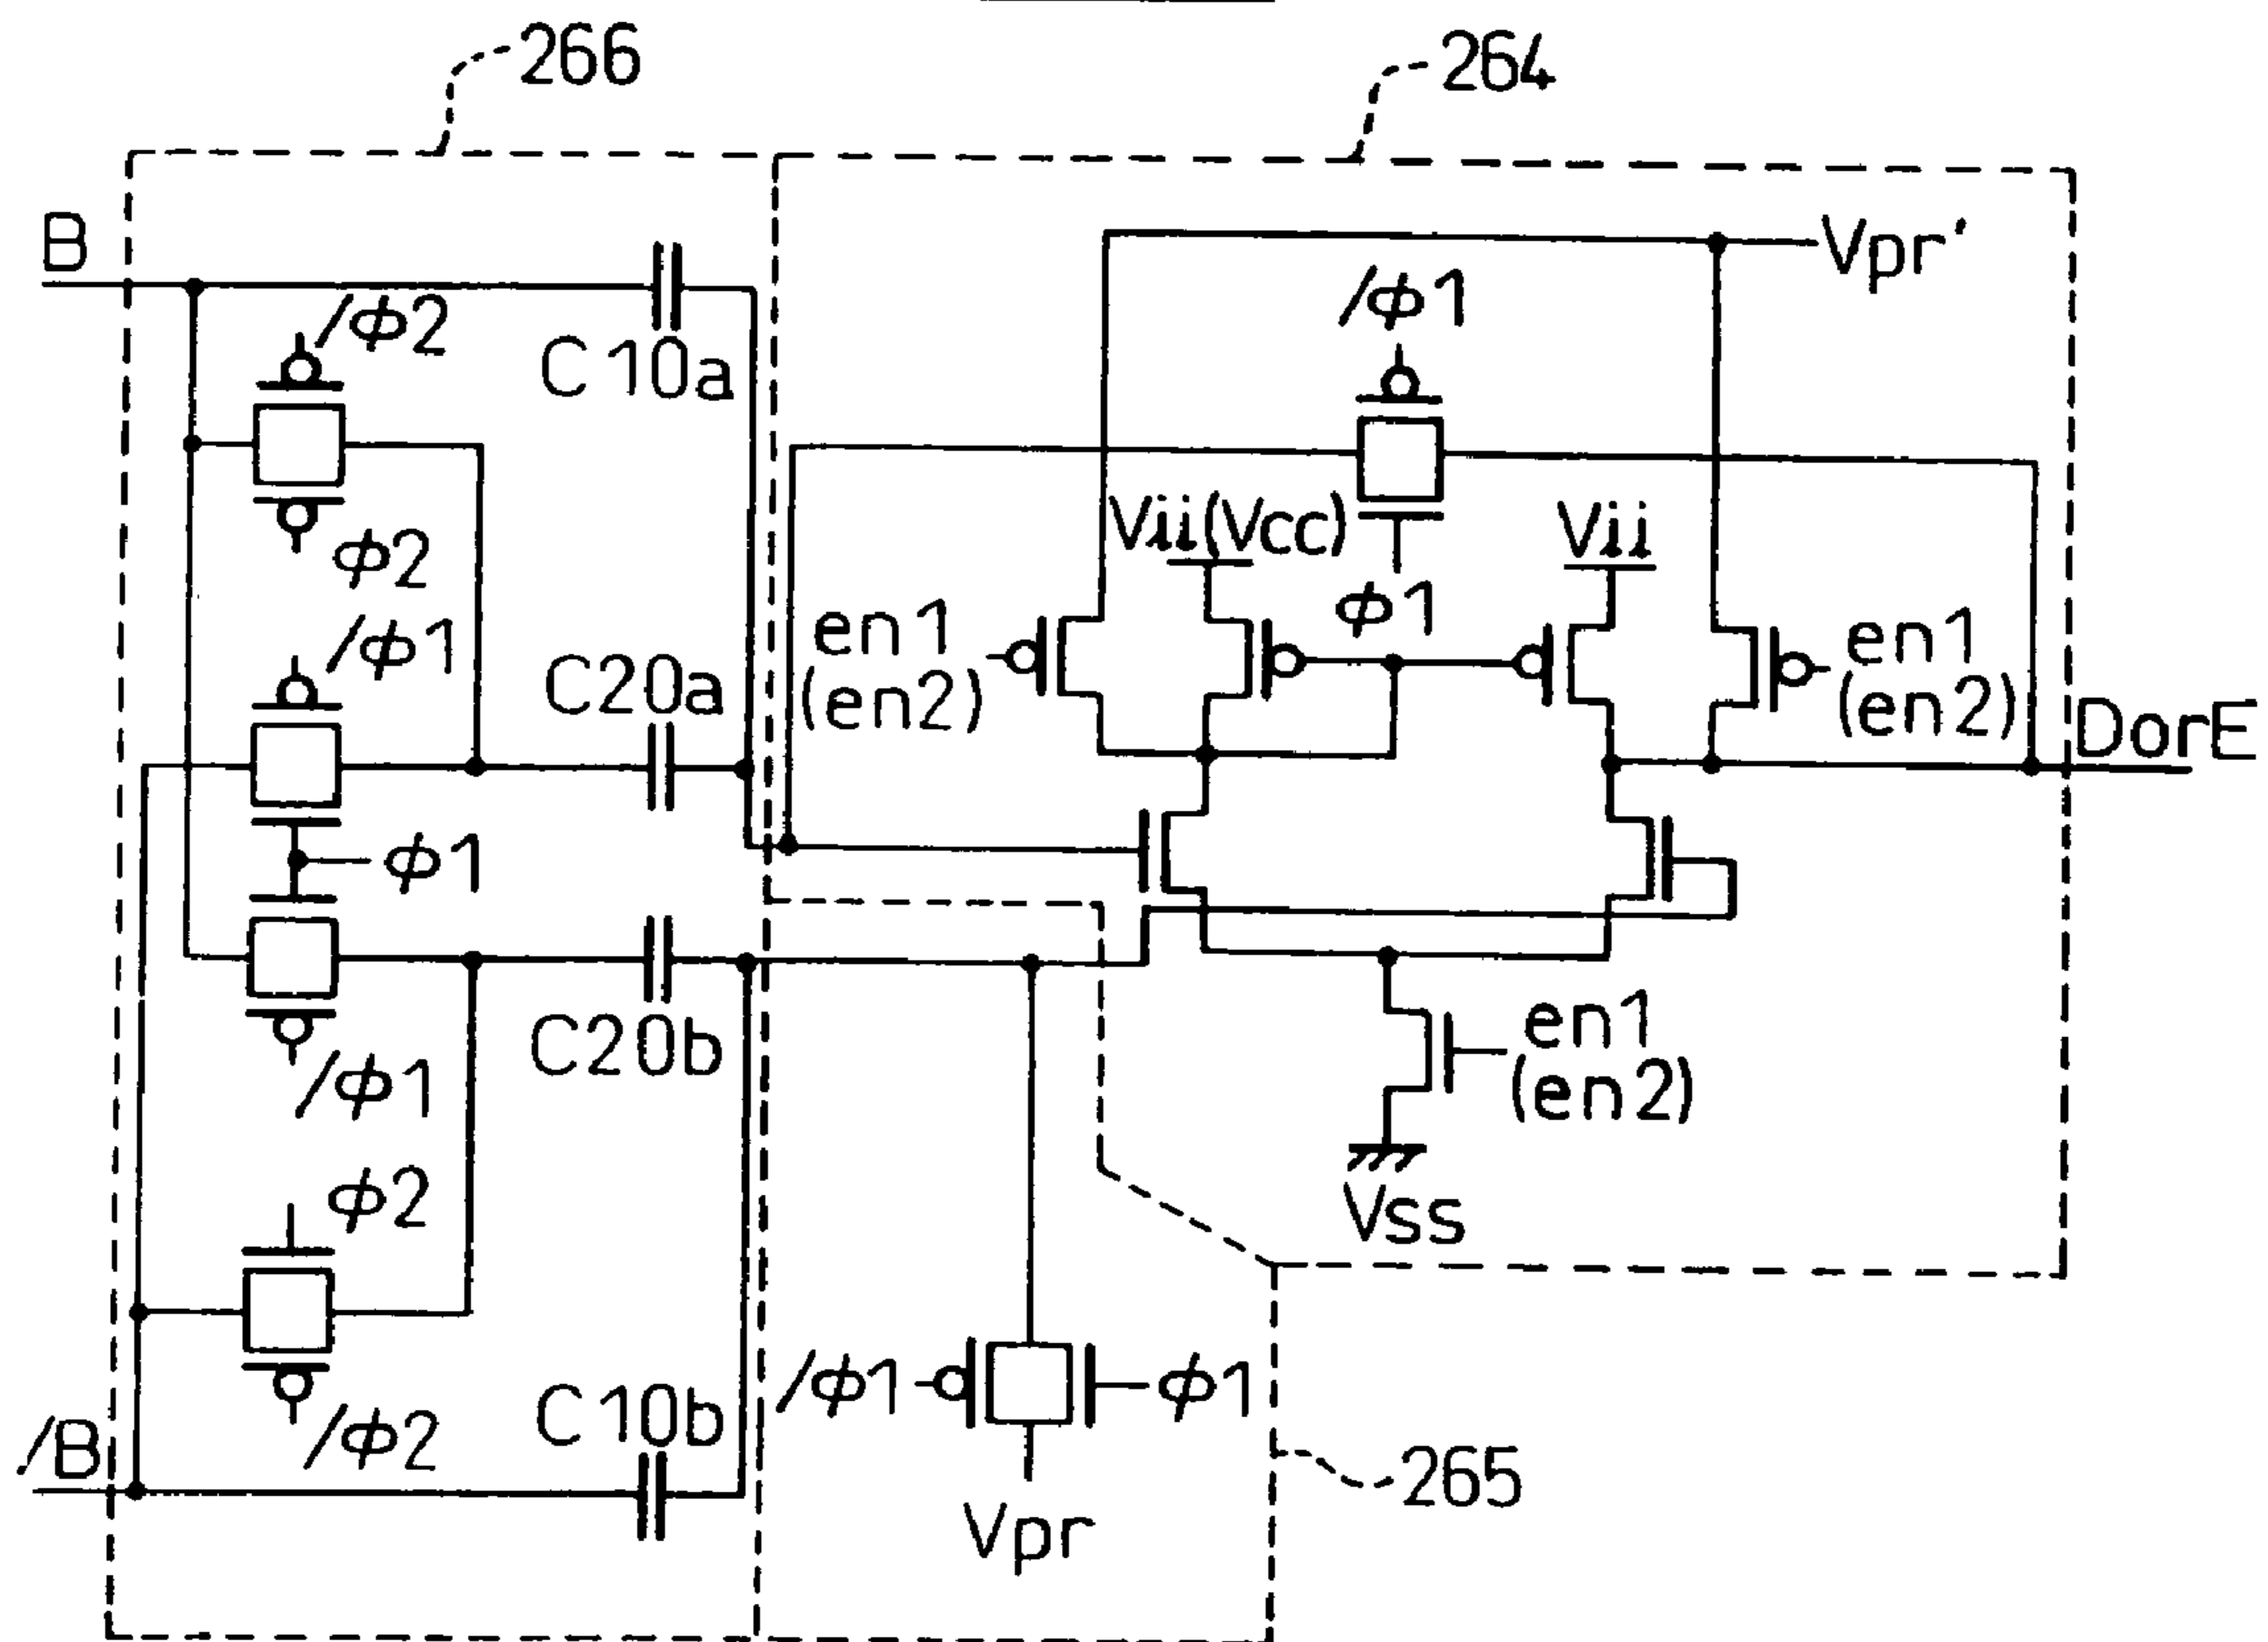 266
264
B
/ϕ2
C10a
Vpr'
/ϕ1
ϕ2
Vii(Vcc)
Vii
/ϕ1
ϕ1
en1
(en2)
en1
(en2)
C20a
DorE
ϕ1
C20b
en1
(en2)
/ϕ1
ϕ2
Vss
/ϕ1
ϕ1
C10b
/ϕ2
/B
265
Vpr